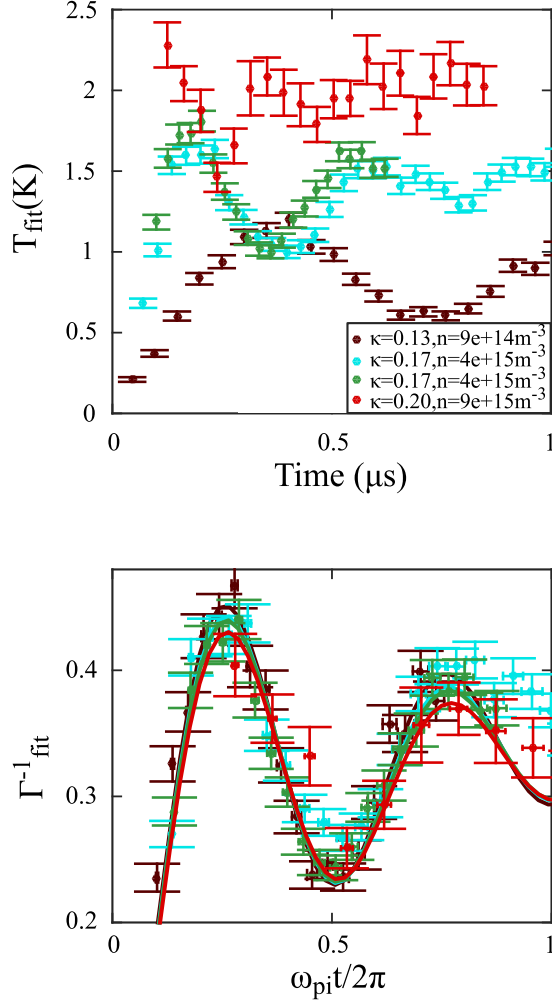 2.5
2
1.5
1
0.5
0
T_fit(K)
κ=0.13,n=9e+14m^-3
κ=0.17,n=4e+15m^-3
κ=0.17,n=4e+15m^-3
κ=0.20,n=9e+15m^-3
0 0.5 1
Time (μs)
0.4
0.3
0.2
Γ^-1_fit
0 0.5 1
ω_pi t/2π